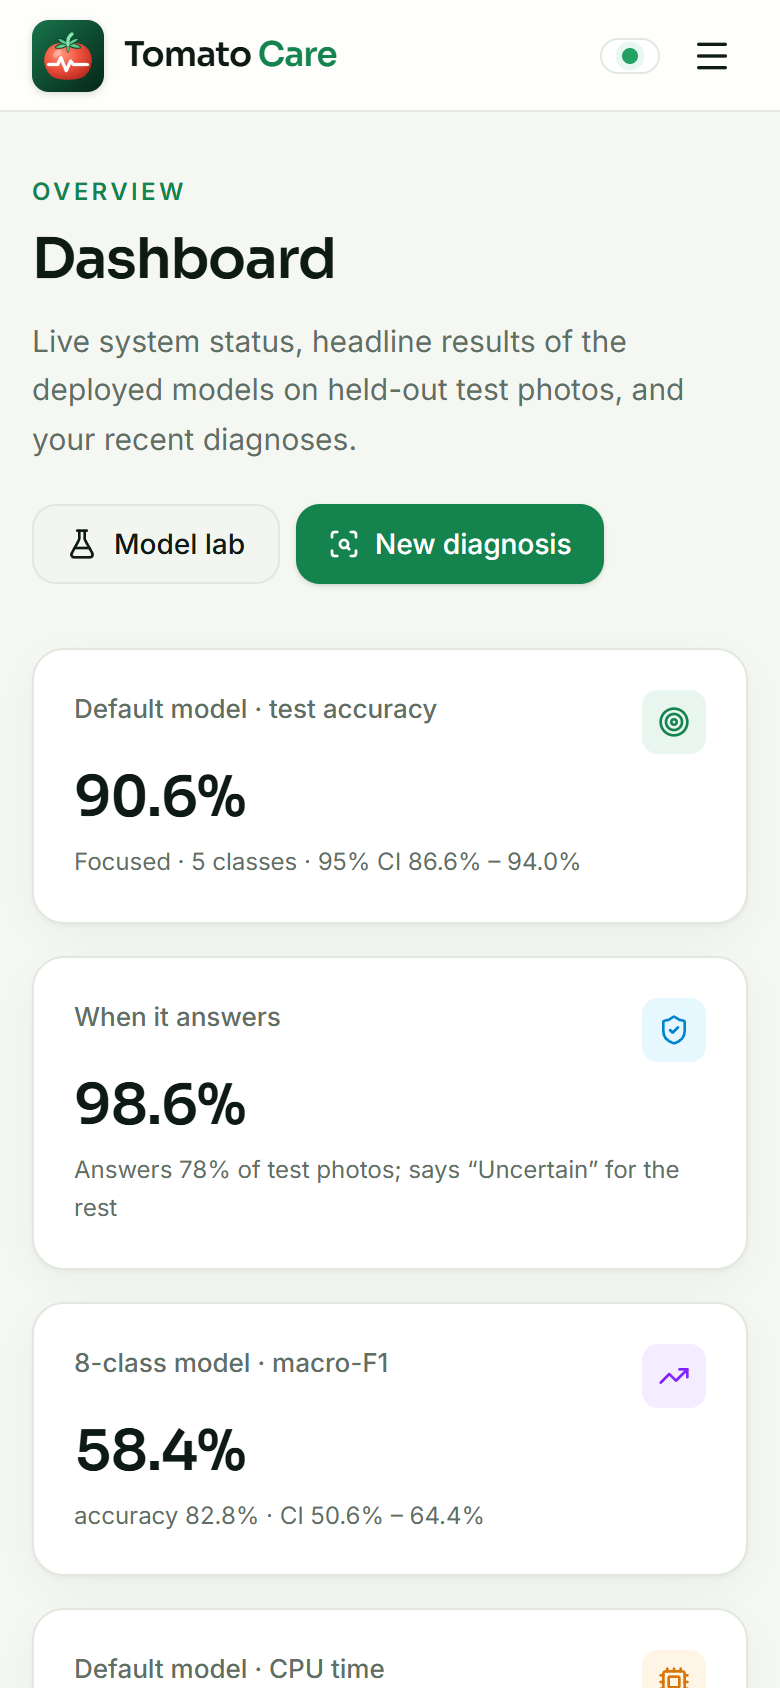 Tomato Care
OVERVIEW
Dashboard
Live system status, headline results of the
deployed models on held-out test photos, and
your recent diagnoses.
Model lab
New diagnosis
Default model · test accuracy
90.6%
Focused · 5 classes · 95% CI 86.6% – 94.0%
When it answers
98.6%
Answers 78% of test photos; says “Uncertain” for the
rest
8-class model · macro-F1
58.4%
accuracy 82.8% · CI 50.6% – 64.4%
Default model · CPU time